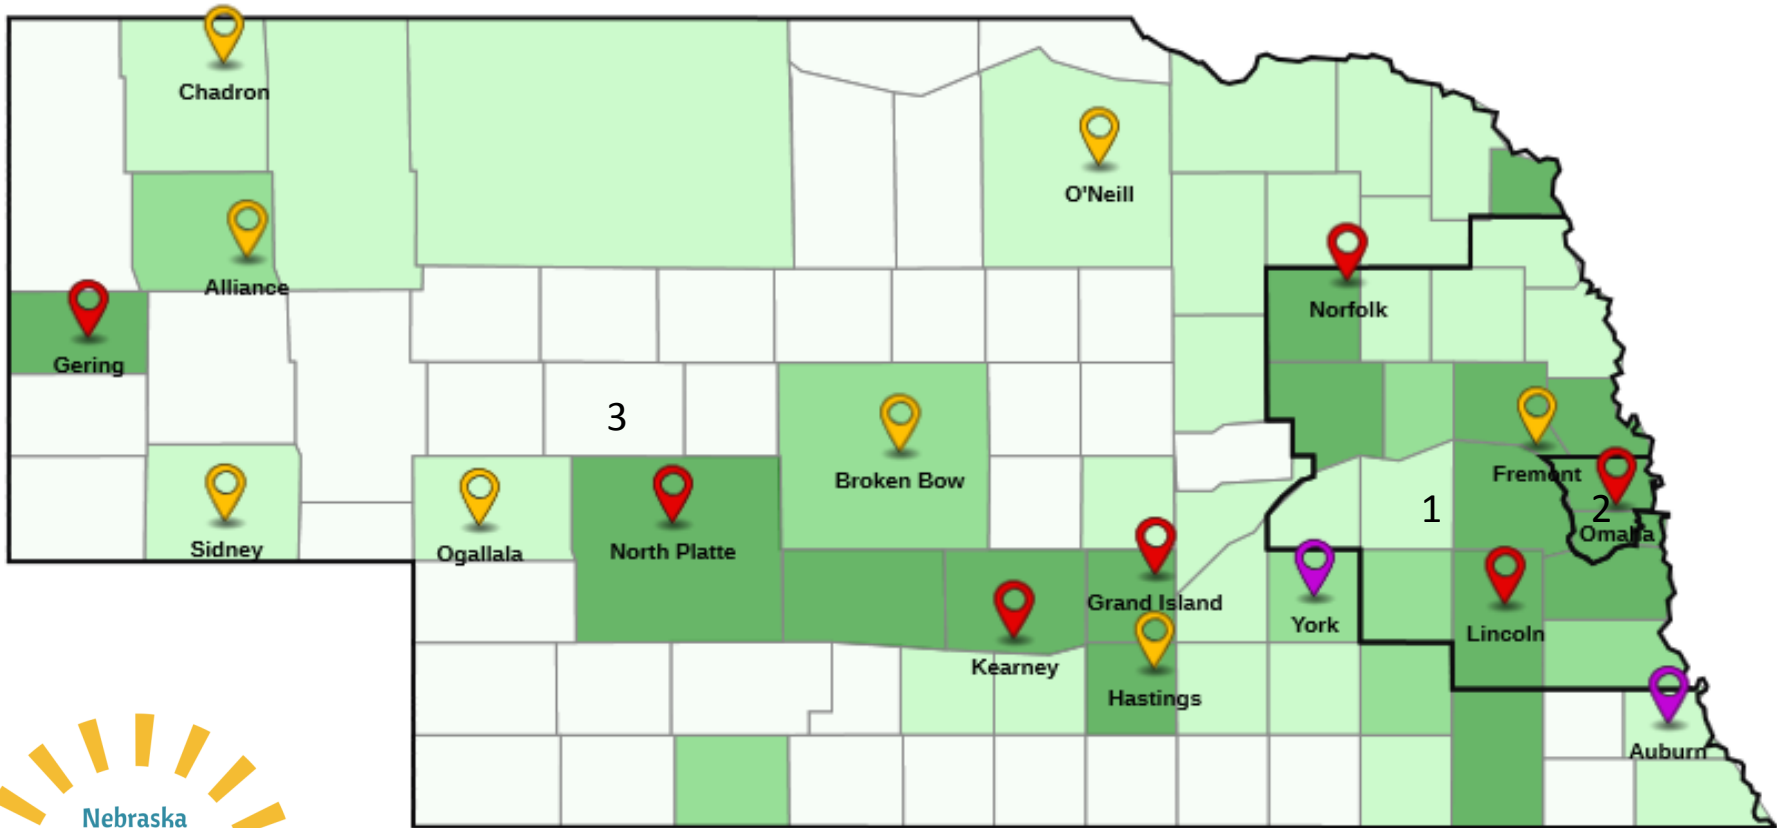 Chadron
O'Neill
Alliance
Norfolk
Gering
3
Broken Bow
Fremont
1
2
Omaha
Sidney
Ogallala
North Platte
Grand Island
York
Lincoln
Kearney
Hastings
Auburn
Nebraska